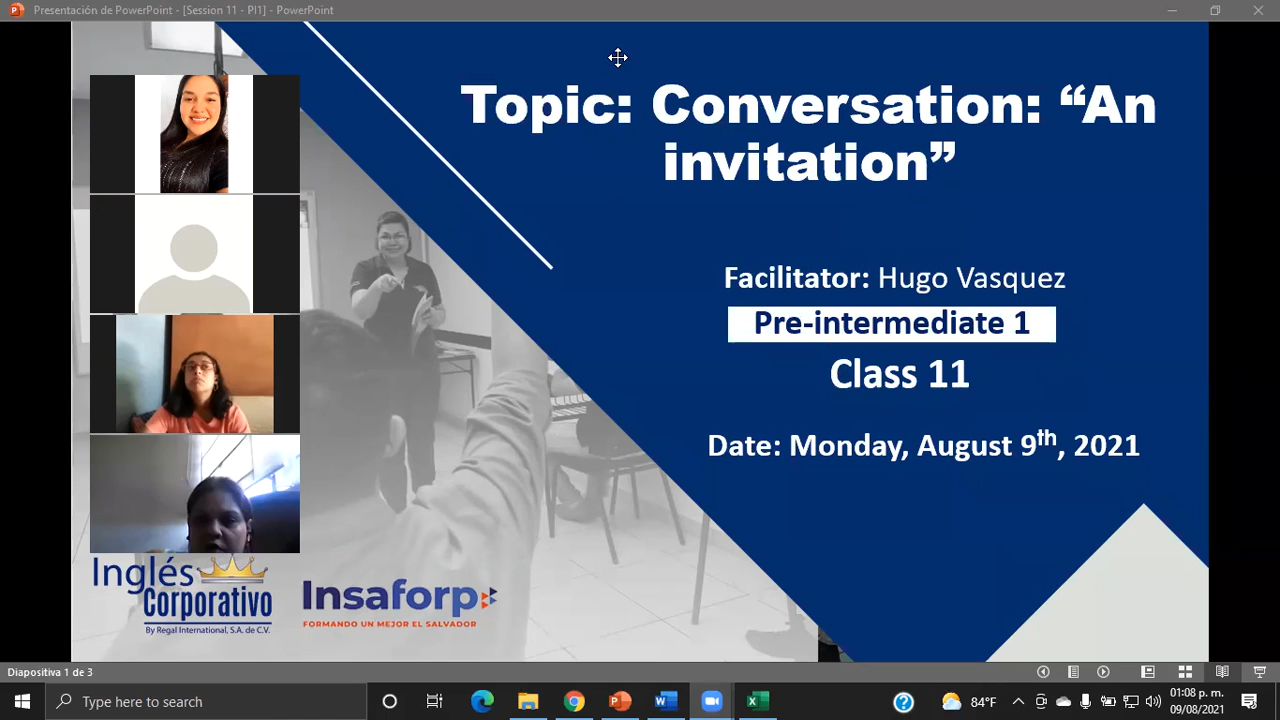 Presentación de PowerPoint - [Session 11 - PI1] - PowerPoint
Topic: Conversation: “An
invitation”
Facilitator: Hugo Vasquez
Pre-intermediate 1
Class 11
Date: Monday, August 9th, 2021
Inglés
Corporativo
By Regal International, S.A. de C.V.
Insaforp
FORMANDO UN MEJOR EL SALVADOR
Diapositiva 1 de 3
Type here to search
84°F
01:08 p. m.
09/08/2021